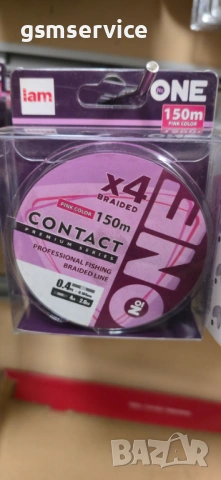 © gsmservice
iam
ONE
150m
PINK COLOR
x4
BRAIDED
PINK COLOR
150m
CONTACT
PREMIUM SERIES
PROFESSIONAL FISHING
BRAIDED LINE
0.4
No
ONE
bazar
БГ